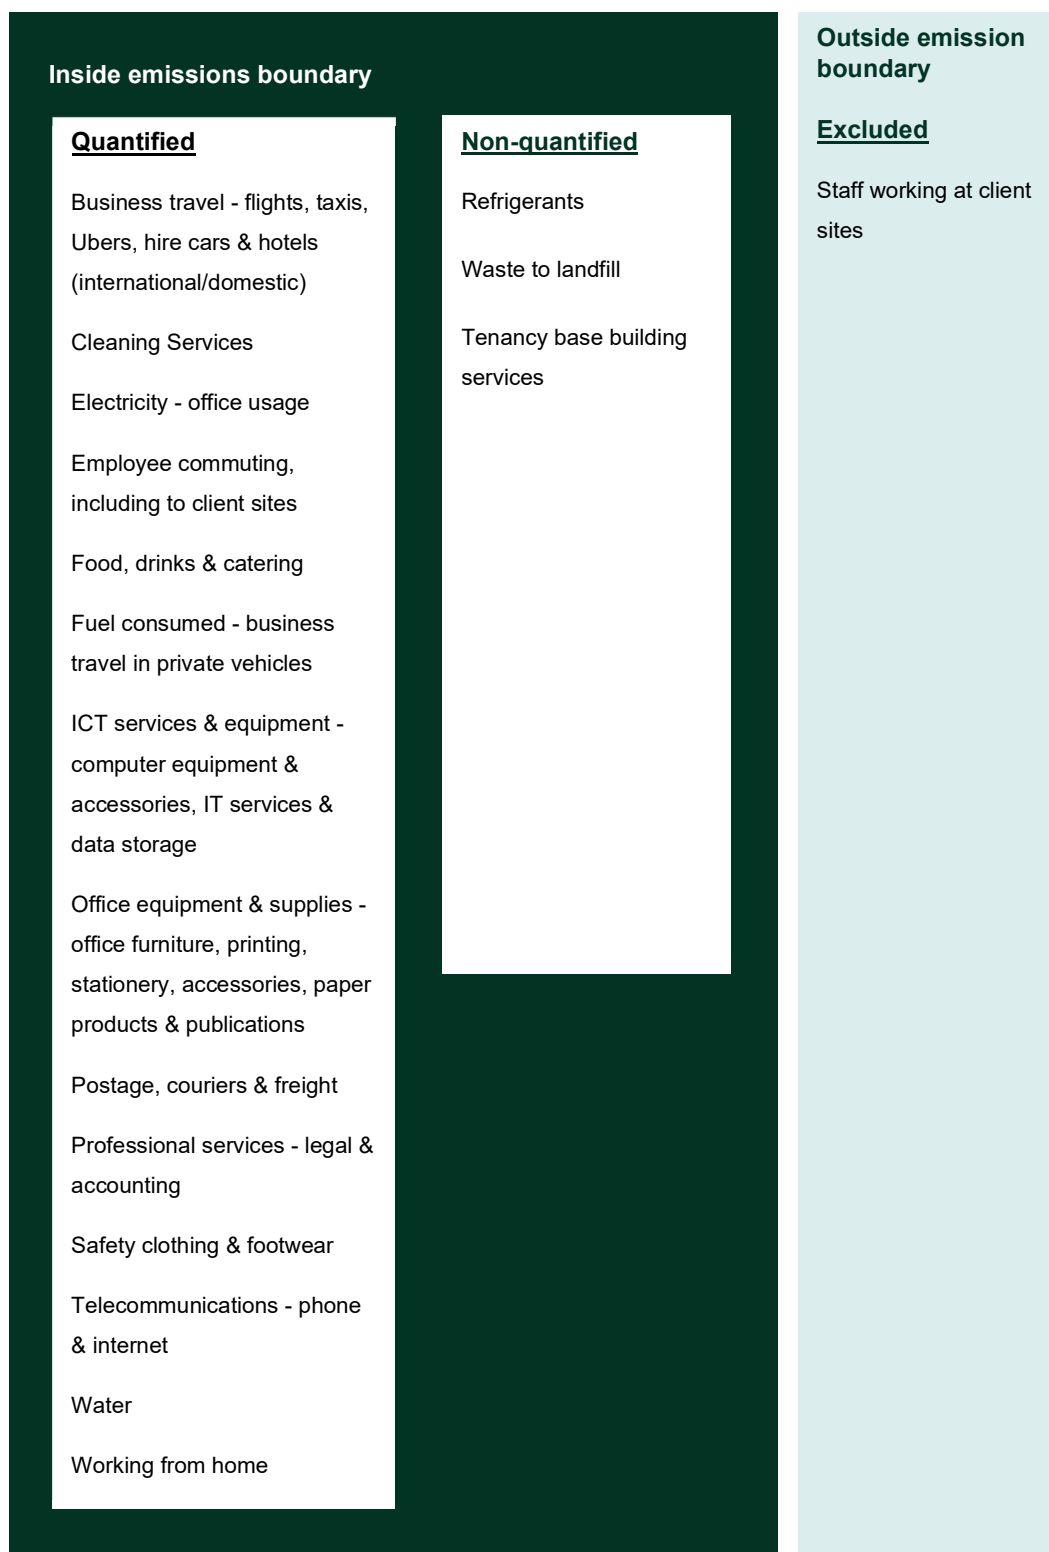 Inside emissions boundary
Quantified
Business travel - flights, taxis,
Ubers, hire cars & hotels
(international/domestic)
Cleaning Services
Electricity - office usage
Employee commuting,
including to client sites
Food, drinks & catering
Fuel consumed - business
travel in private vehicles
ICT services & equipment -
computer equipment &
accessories, IT services &
data storage
Office equipment & supplies -
office furniture, printing,
stationery, accessories, paper
products & publications
Postage, couriers & freight
Professional services - legal &
accounting
Safety clothing & footwear
Telecommunications - phone
& internet
Water
Working from home
Non-quantified
Refrigerants
Waste to landfill
Tenancy base building
services
Outside emission
boundary
Excluded
Staff working at client
sites